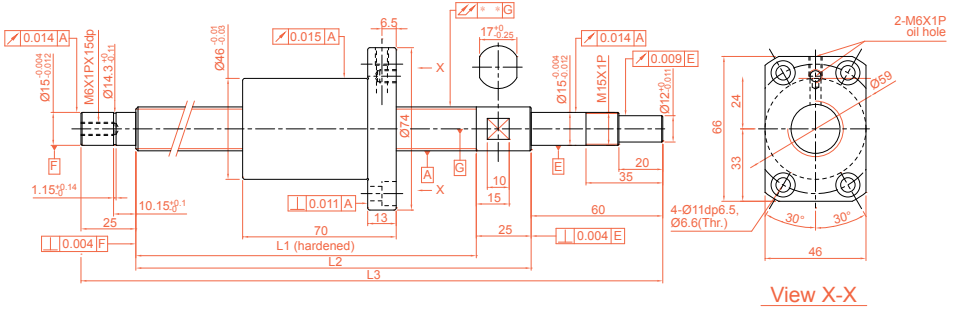 6.5
⌰ * * G
17 +0 -0.25
2-M6X1P
oil hole
↗ 0.014 A
Ø15 -0.004 -0.012
M6X1PX15dp
Ø14.3 +0 -0.11
Ø46 -0.01 -0.03
↗ 0.015 A
X
Ø74
Ø15 -0.004 -0.012
↗ 0.014 A
M15X1P
↗ 0.009 E
Ø12 +0 -0.011
Ø59
66
24
33
F
A
G
E
1.15 +0.14 -0
10.15 +0.1 -0
25
⊥ 0.004 F
⊥ 0.011 A
X
13
70
L1 (hardened)
L2
L3
10
15
25
⊥ 0.004 E
20
35
60
4-Ø11dp6.5,
Ø6.6(Thr.)
30°
30°
46
View X-X